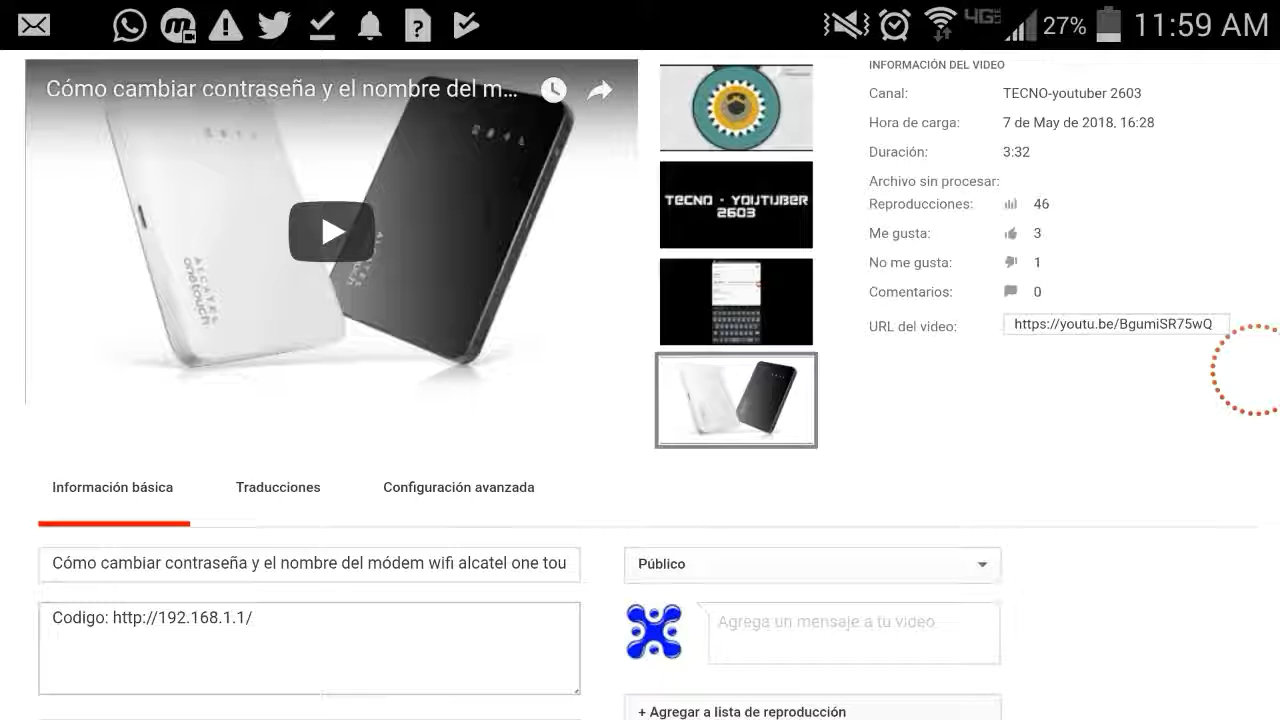 4G
27%
11:59 AM
Cómo cambiar contraseña y el nombre del m...
ALCATEL
onetouch
TECNO - YOUTUBER
2603
INFORMACIÓN DEL VIDEO
Canal: TECNO-youtuber 2603
Hora de carga: 7 de May de 2018, 16:28
Duración: 3:32
Archivo sin procesar:
Reproducciones: 46
Me gusta: 3
No me gusta: 1
Comentarios: 0
URL del video: https://youtu.be/BgumiSR75wQ
Información básica
Traducciones
Configuración avanzada
Cómo cambiar contraseña y el nombre del módem wifi alcatel one tou
Codigo: http://192.168.1.1/
Público
Agrega un mensaje a tu video
+ Agregar a lista de reproducción